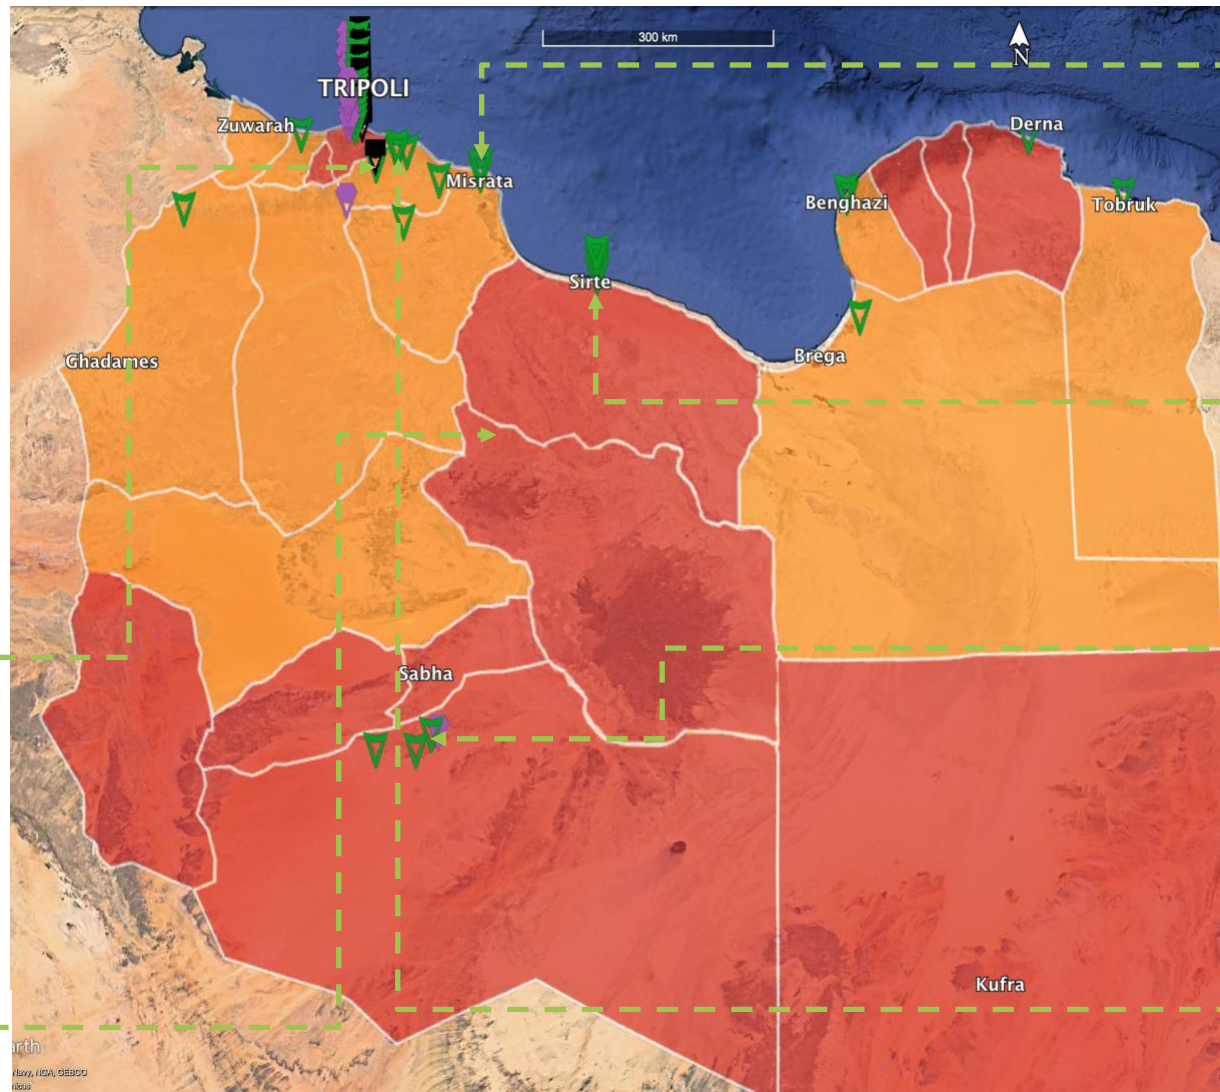 300 km
N
TRIPOLI
Zuwarah
Derna
Misrata
Benghazi
Tobruk
Sirte
Brega
Ghadames
Sabha
Kufra
arth
Navy, NGA, GEBCO